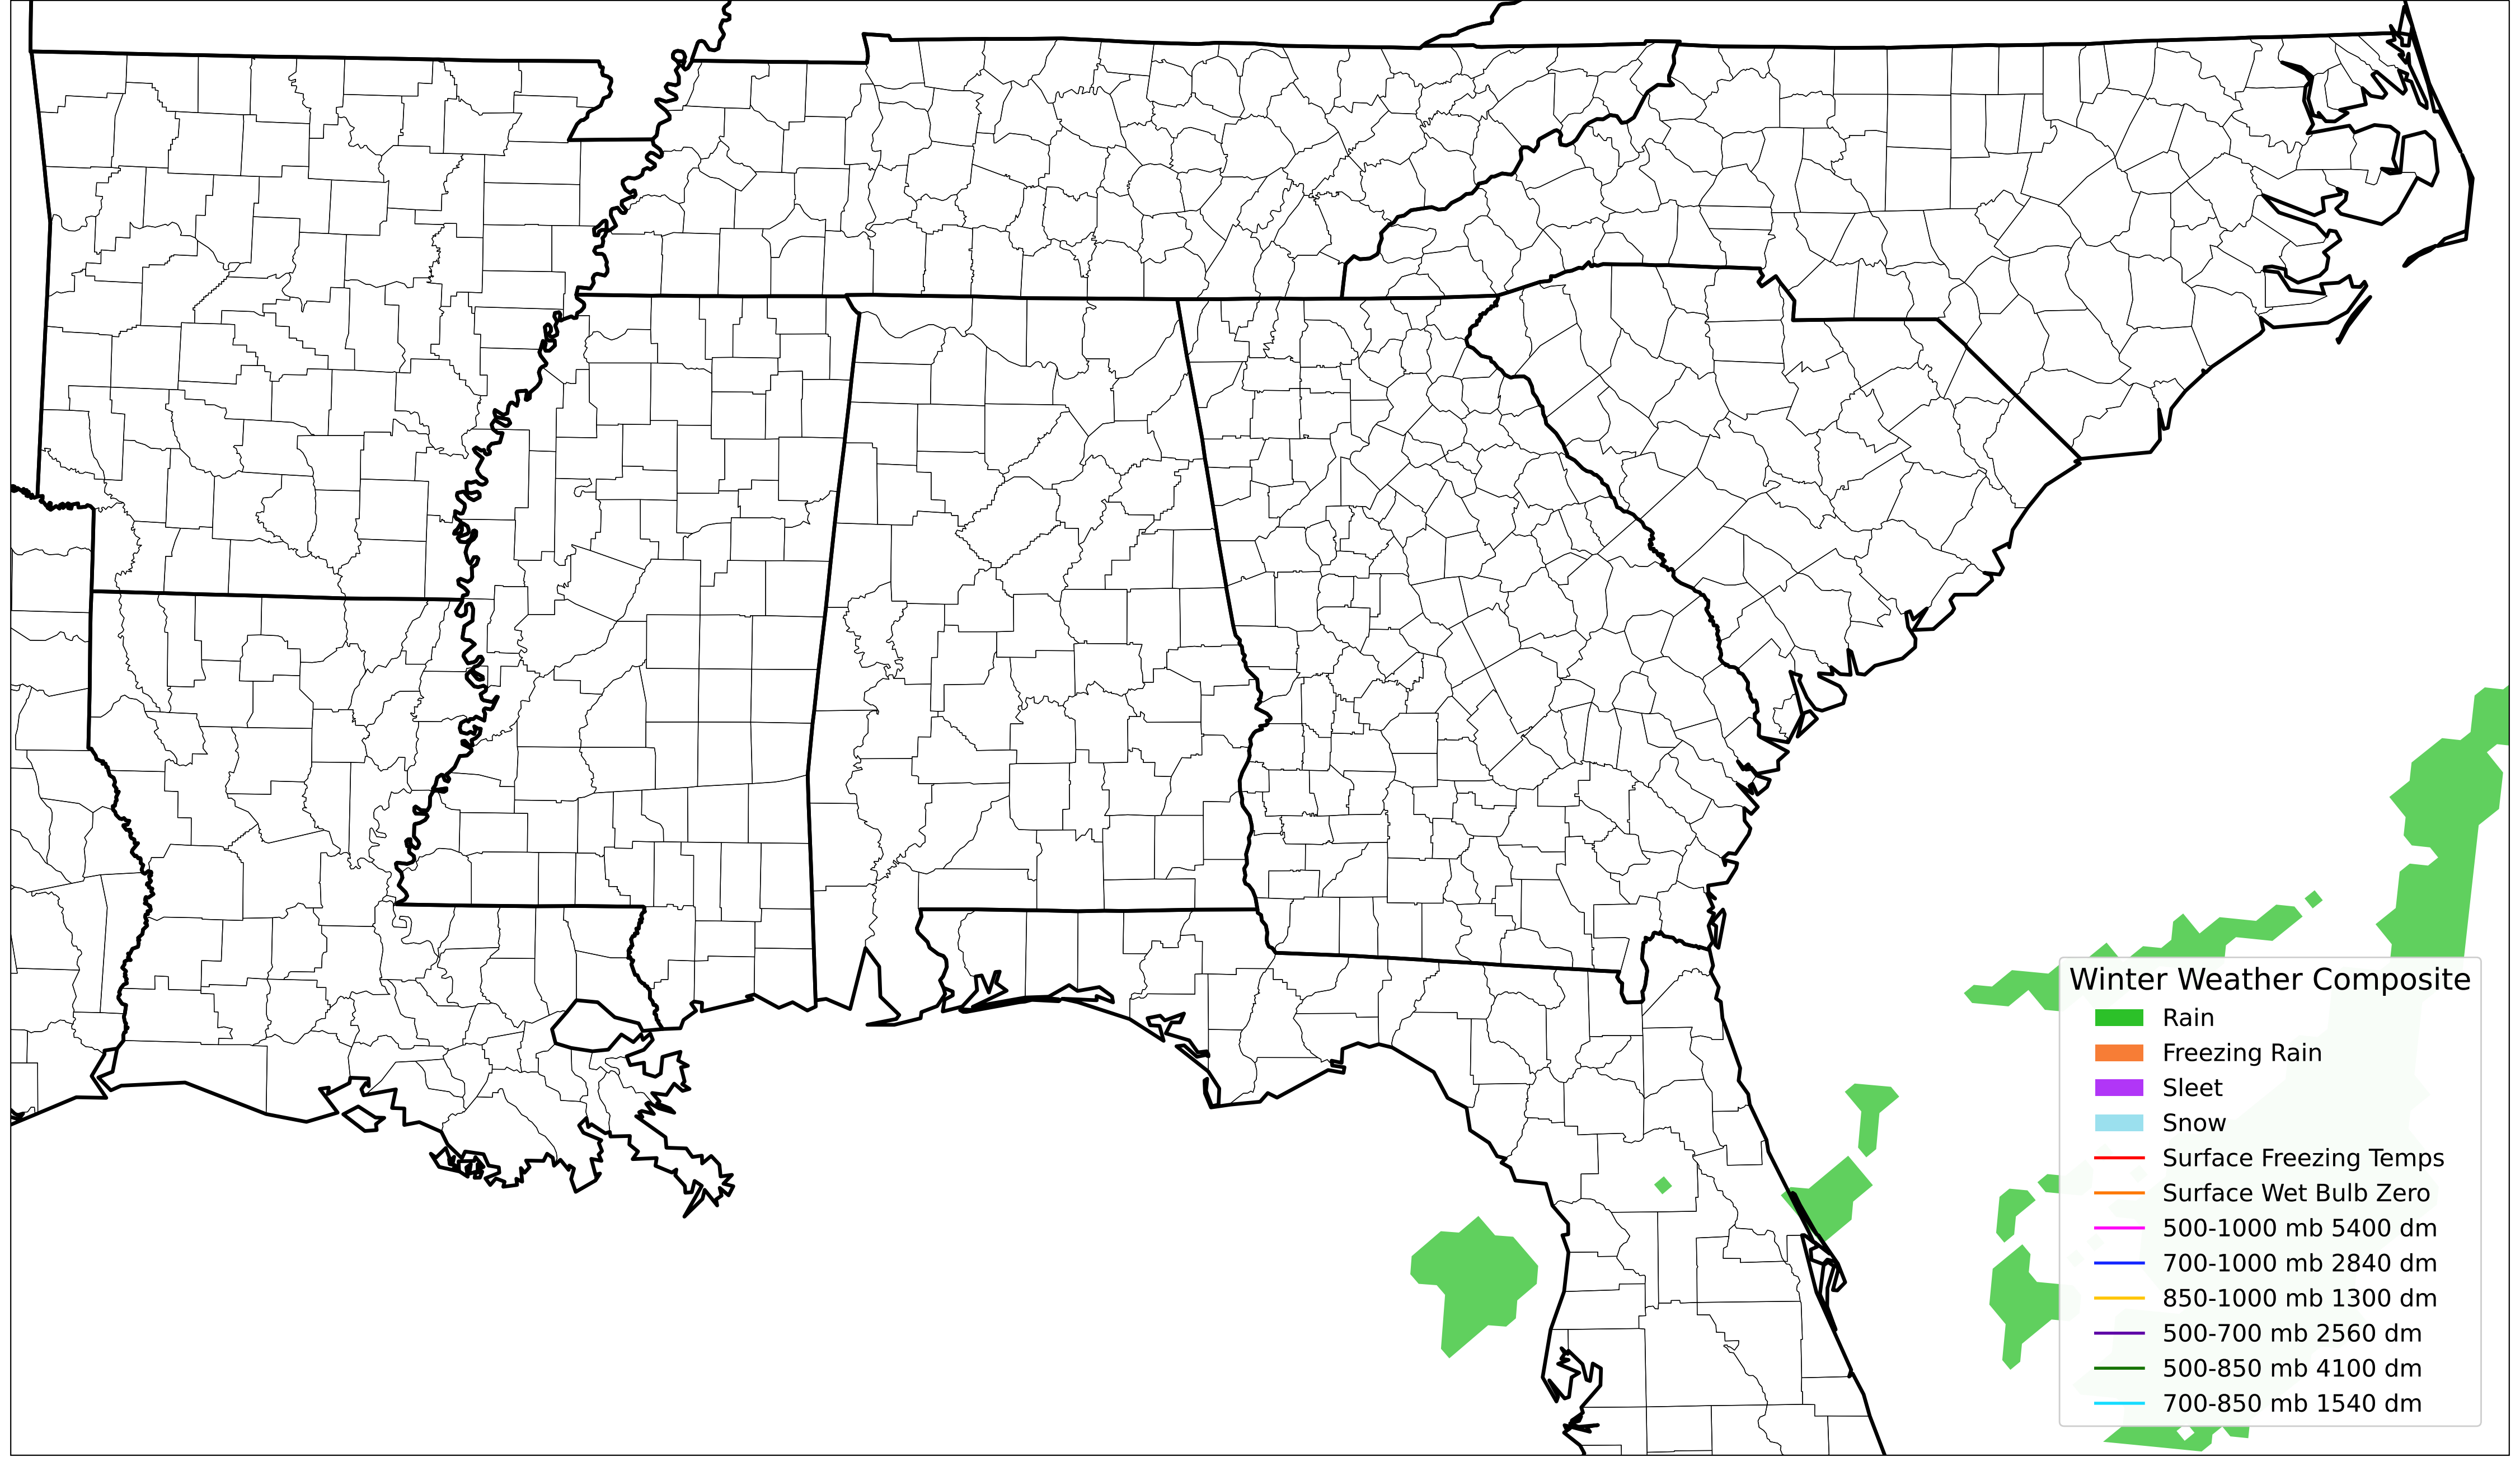 Winter Weather Composite
Rain
Freezing Rain
Sleet
Snow
Surface Freezing Temps
Surface Wet Bulb Zero
500-1000 mb 5400 dm
700-1000 mb 2840 dm
850-1000 mb 1300 dm
500-700 mb 2560 dm
500-850 mb 4100 dm
700-850 mb 1540 dm